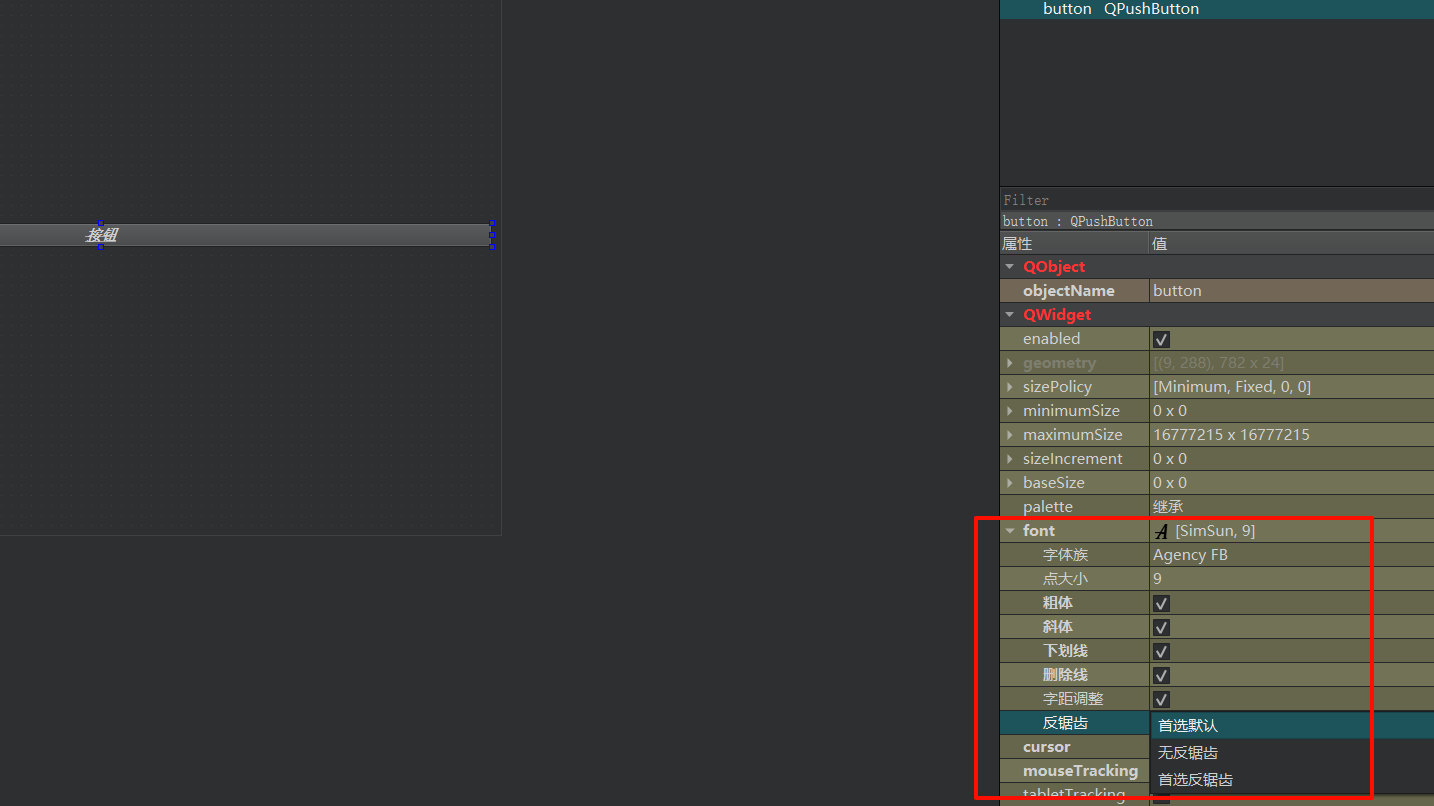 button QPushButton
按钮
Filter
button : QPushButton
属性 值
QObject
objectName button
QWidget
enabled
geometry [(9, 288), 782 x 24]
sizePolicy [Minimum, Fixed, 0, 0]
minimumSize 0 x 0
maximumSize 16777215 x 16777215
sizeIncrement 0 x 0
baseSize 0 x 0
palette 继承
font A [SimSun, 9]
字体族 Agency FB
点大小 9
粗体
斜体
下划线
删除线
字距调整
反锯齿 首选默认
cursor 无反锯齿
mouseTracking 首选反锯齿
tabletTracking